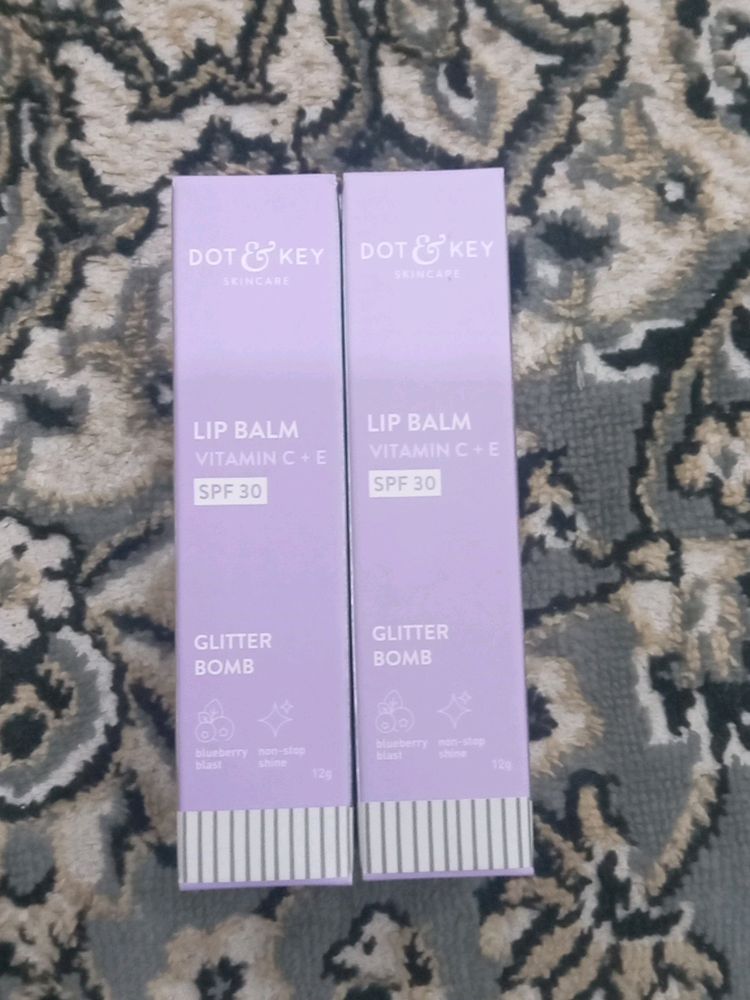 DOT & KEY
SKINCARE
LIP BALM
VITAMIN C + E
SPF 30
GLITTER
BOMB
blueberry
blast
non-stop
shine
12g
DOT & KEY
SKINCARE
LIP BALM
VITAMIN C + E
SPF 30
GLITTER
BOMB
blueberry
blast
non-stop
shine
12g